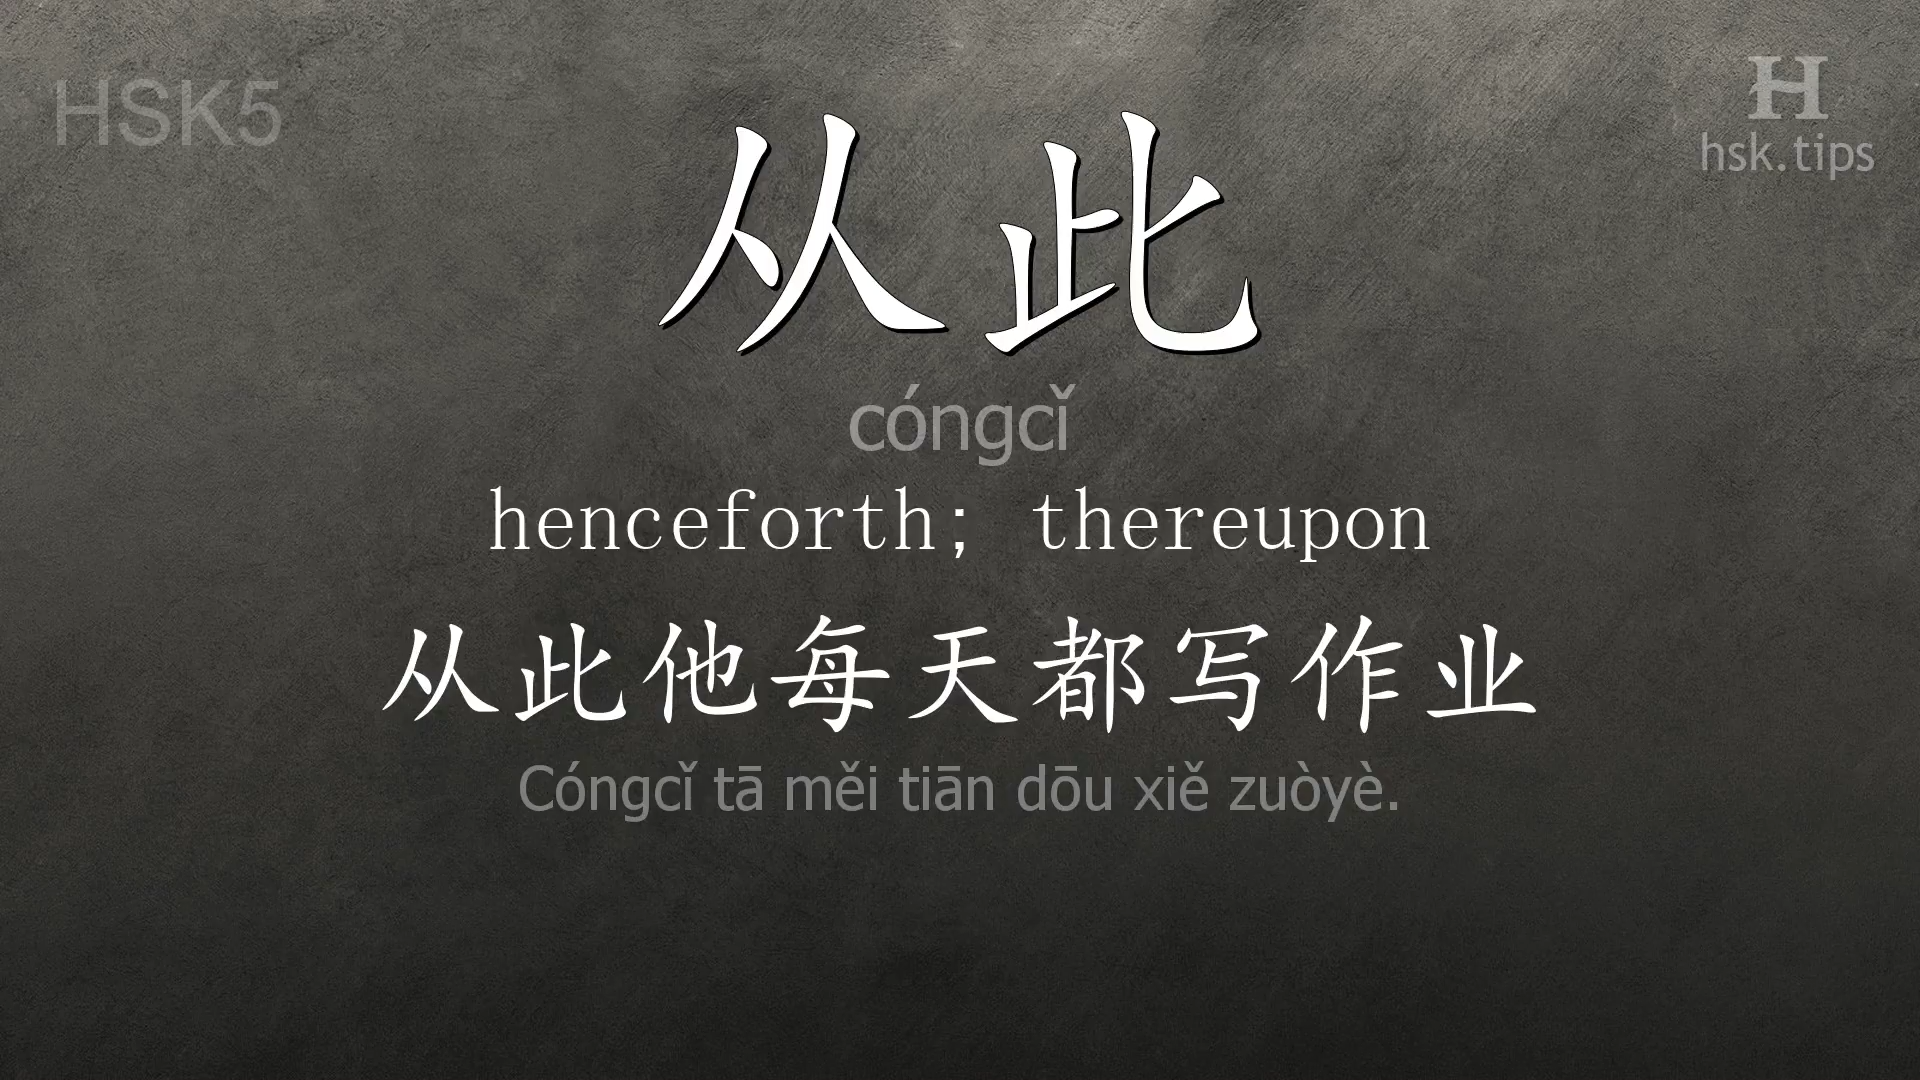 HSK5
H
hsk.tips
从此
cóngcǐ
henceforth; thereupon
从此他每天都写作业
Cóngcǐ tā měi tiān dōu xiě zuòyè.